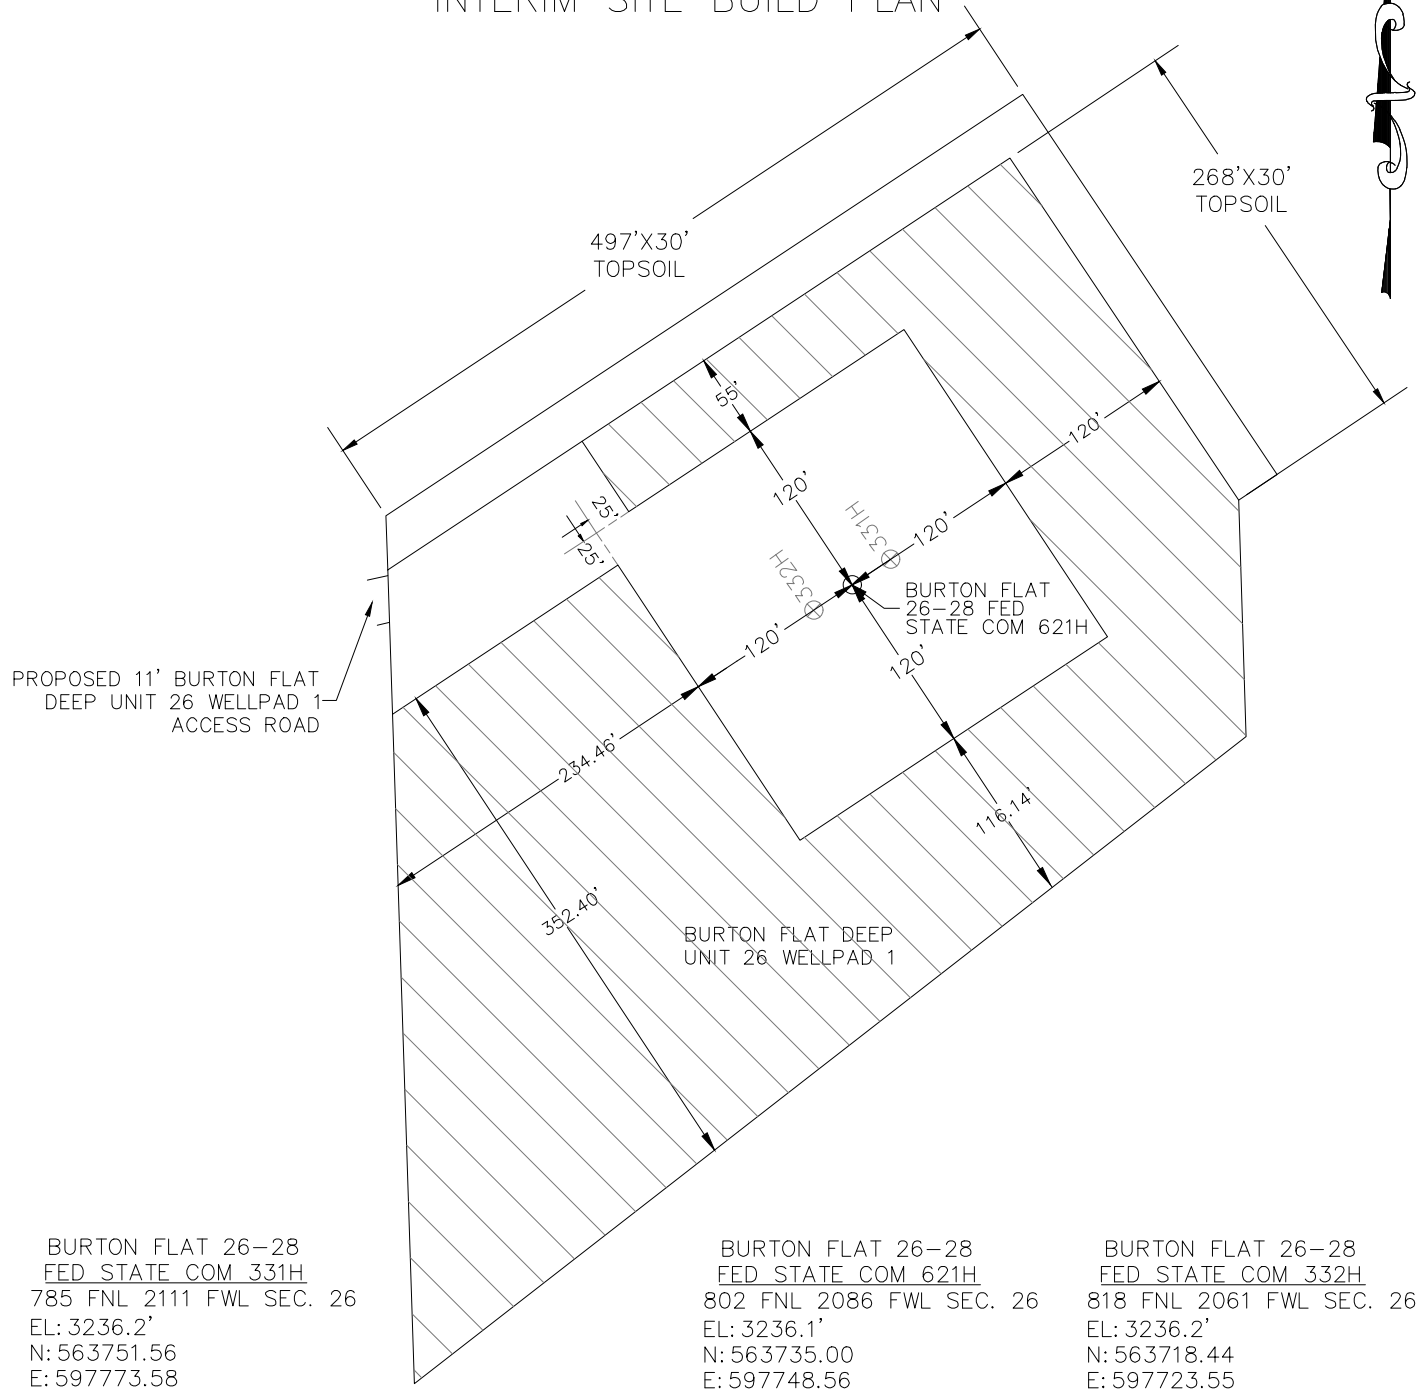 INTERIM SITE BUILD PLAN
268'X30'
TOPSOIL
497'X30'
TOPSOIL
55'
120'
120'
25'
25'
331H
120'
332H
BURTON FLAT
26-28 FED
STATE COM 621H
120'
120'
PROPOSED 11' BURTON FLAT
DEEP UNIT 26 WELLPAD 1
ACCESS ROAD
234.46'
116.14'
352.40'
BURTON FLAT DEEP
UNIT 26 WELLPAD 1
BURTON FLAT 26-28
FED STATE COM 331H
785 FNL 2111 FWL SEC. 26
EL: 3236.2'
N: 563751.56
E: 597773.58
BURTON FLAT 26-28
FED STATE COM 621H
802 FNL 2086 FWL SEC. 26
EL: 3236.1'
N: 563735.00
E: 597748.56
BURTON FLAT 26-28
FED STATE COM 332H
818 FNL 2061 FWL SEC. 26
EL: 3236.2'
N: 563718.44
E: 597723.55